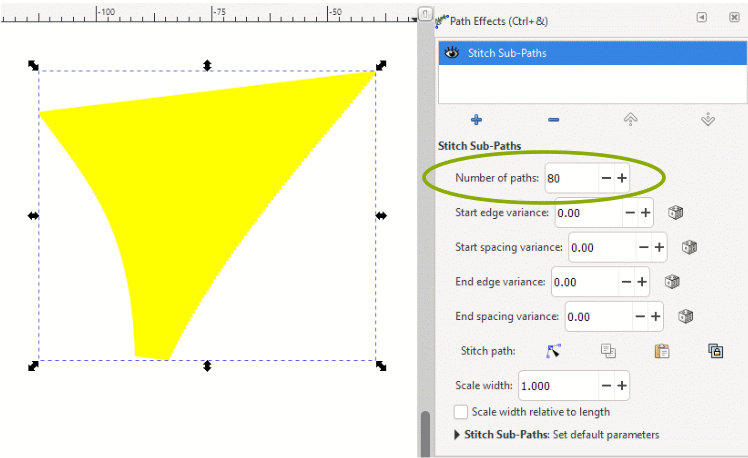 -100
-75
-50
Path Effects (Ctrl+&)
Stitch Sub-Paths
Stitch Sub-Paths
Number of paths: 80
Start edge variance: 0.00
Start spacing variance: 0.00
End edge variance: 0.00
End spacing variance: 0.00
Stitch path:
Scale width: 1.000
Scale width relative to length
Stitch Sub-Paths: Set default parameters